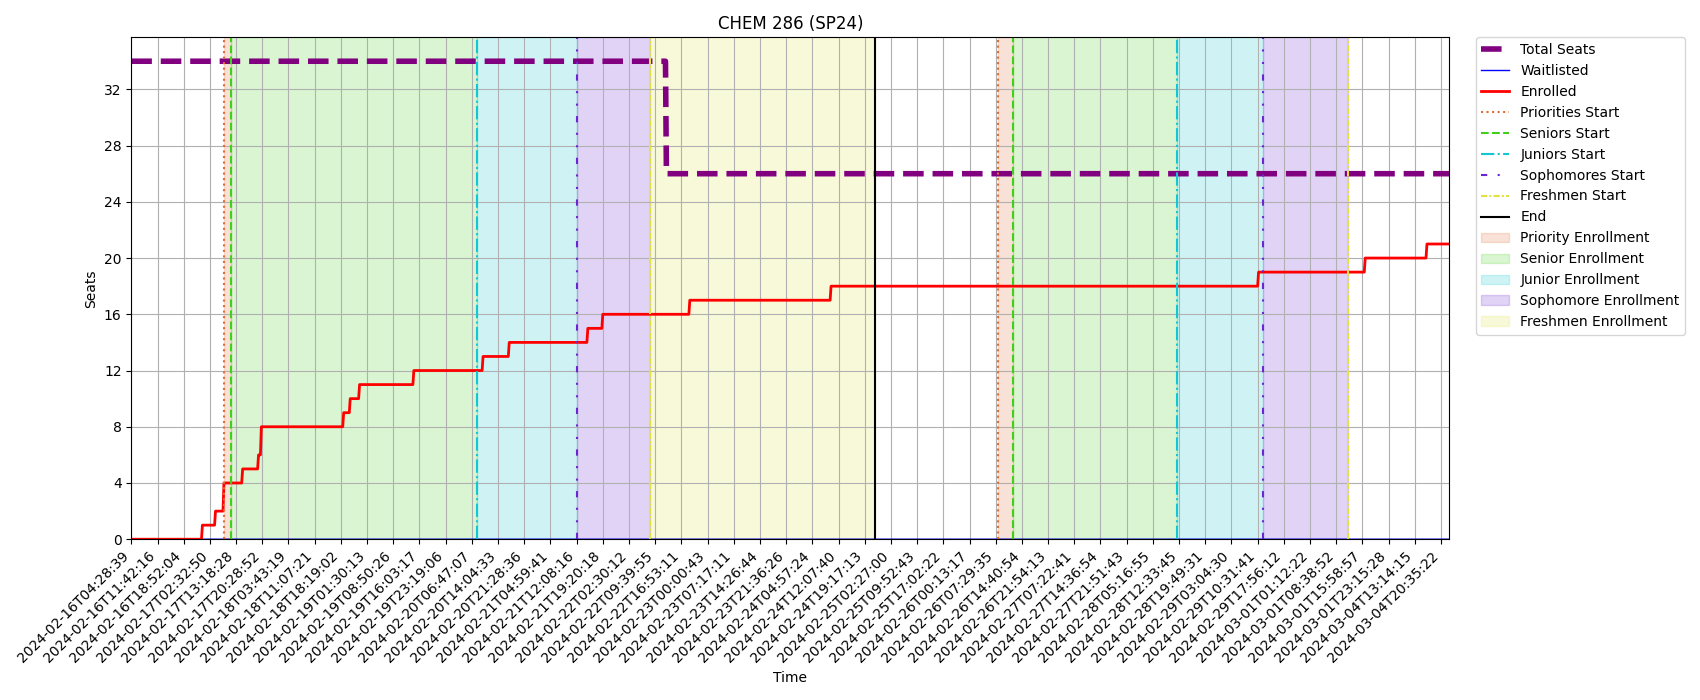 CHEM 286 (SP24)
Seats
32
28
24
20
16
12
8
4
0
2024-02-16T04:28:39
2024-02-16T11:42:16
2024-02-16T18:52:04
2024-02-17T02:32:50
2024-02-17T13:18:28
2024-02-17T20:28:52
2024-02-18T03:43:19
2024-02-18T11:07:21
2024-02-18T18:19:02
2024-02-19T01:30:13
2024-02-19T08:50:26
2024-02-19T16:03:17
2024-02-19T23:19:06
2024-02-20T06:47:07
2024-02-20T14:04:33
2024-02-20T21:28:36
2024-02-21T04:59:41
2024-02-21T12:08:16
2024-02-21T19:20:18
2024-02-22T02:30:12
2024-02-22T09:39:55
2024-02-22T16:53:11
2024-02-23T00:00:43
2024-02-23T07:17:11
2024-02-23T14:26:44
2024-02-23T21:36:26
2024-02-24T04:57:24
2024-02-24T12:07:40
2024-02-24T19:17:13
2024-02-25T02:27:00
2024-02-25T09:52:43
2024-02-25T17:02:22
2024-02-26T00:13:17
2024-02-26T07:29:35
2024-02-26T14:40:54
2024-02-26T21:54:13
2024-02-27T07:22:41
2024-02-27T14:36:54
2024-02-27T21:51:43
2024-02-28T05:16:55
2024-02-28T12:33:45
2024-02-28T19:49:31
2024-02-29T03:04:30
2024-02-29T10:31:41
2024-02-29T17:56:12
2024-03-01T01:12:22
2024-03-01T08:38:52
2024-03-01T15:58:57
2024-03-01T23:15:28
2024-03-04T13:14:15
2024-03-04T20:35:22
Time
Total Seats
Waitlisted
Enrolled
Priorities Start
Seniors Start
Juniors Start
Sophomores Start
Freshmen Start
End
Priority Enrollment
Senior Enrollment
Junior Enrollment
Sophomore Enrollment
Freshmen Enrollment